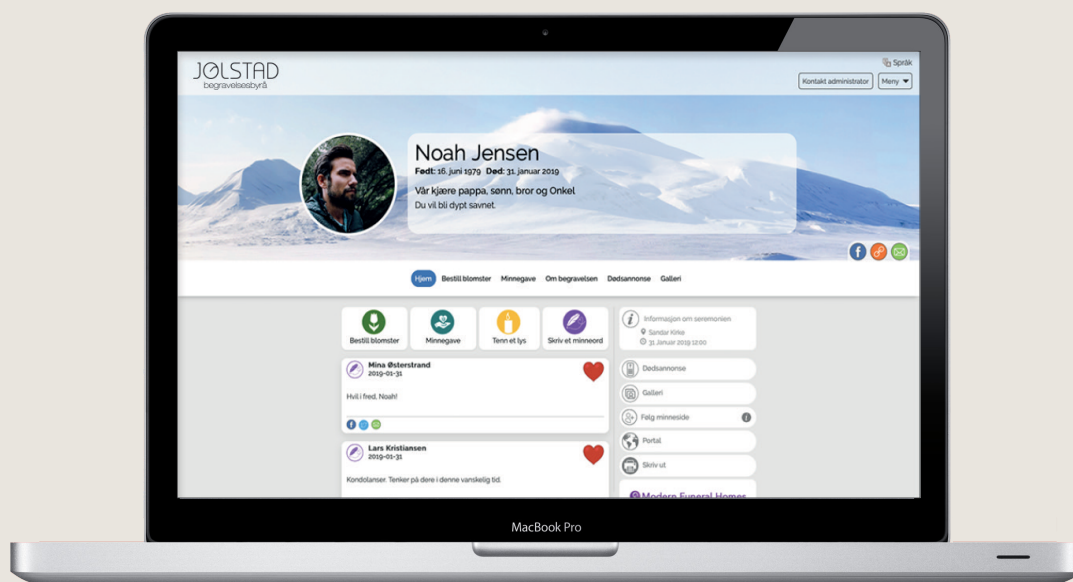 JØLSTAD
begravelsesbyrå
Språk
Kontakt administrator
Meny
Noah Jensen
Født: 16. juni 1979 Død: 31. januar 2019
Vår kjære pappa, sønn, bror og Onkel
Du vil bli dypt savnet.
Hjem
Bestill blomster
Minnegave
Om begravelsen
Dødsannonse
Galleri
Bestill blomster
Minnegave
Tenn et lys
Skriv et minneord
Informasjon om seremonien
Sandar Kirke
31 Januar 2019 12:00
Mina Østerstrand
2019-01-31
Hvil i fred, Noah!
Dødsannonse
Galleri
Følg minneside
Portal
Skriv ut
Lars Kristiansen
2019-01-31
Kondolanser. Tenker på dere i denne vanskelig tid.
Modern Funeral Homes
MacBook Pro